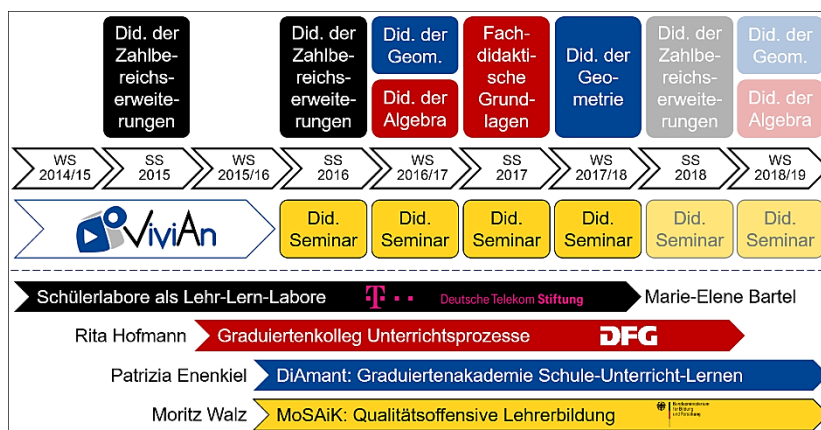 Did. der
Zahlbe-
reichs-
erweite-
rungen
Did. der
Zahlbe-
reichs-
erweite-
rungen
Did. der
Geom.
Did. der
Algebra
Fach-
didakti-
sche
Grund-
lagen
Did. der
Geo-
metrie
Did. der
Zahlbe-
reichs-
erweite-
rungen
Did. der
Geom.
Did. der
Algebra
WS
2014/15
SS
2015
WS
2015/16
SS
2016
WS
2016/17
SS
2017
WS
2017/18
SS
2018
WS
2018/19
ViviAn
Did.
Seminar
Did.
Seminar
Did.
Seminar
Did.
Seminar
Did.
Seminar
Did.
Seminar
Schülerlabore als Lehr-Lern-Labore T Deutsche Telekom Stiftung Marie-Elene Bartel
Rita Hofmann Graduiertenkolleg Unterrichtsprozesse DFG
Patrizia Enenkiel DiAmant: Graduiertenakademie Schule-Unterricht-Lernen
Moritz Walz MoSAiK: Qualitätsoffensive Lehrerbildung
Bundesministerium
für Bildung
und Forschung